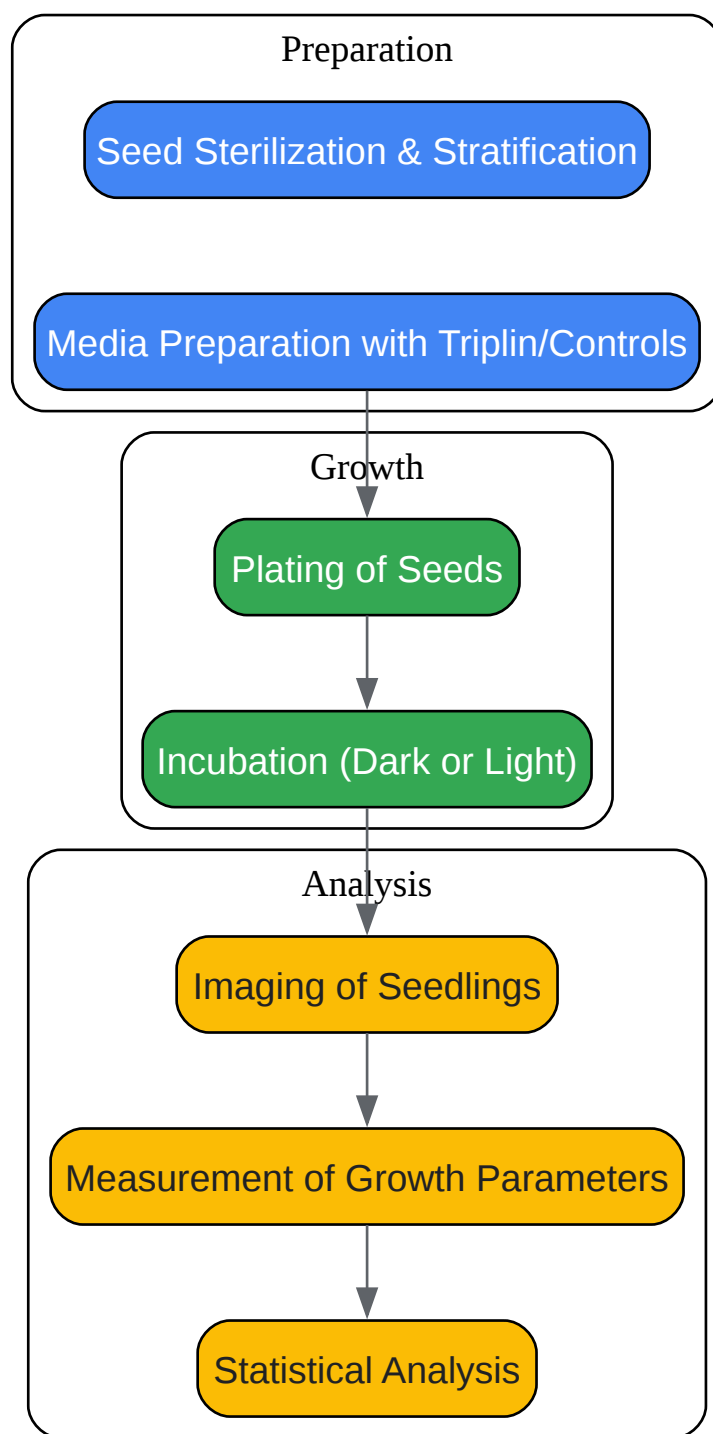 Preparation
Seed Sterilization & Stratification
Media Preparation with Triplin/Controls
Growth
Plating of Seeds
Incubation (Dark or Light)
Analysis
Imaging of Seedlings
Measurement of Growth Parameters
Statistical Analysis